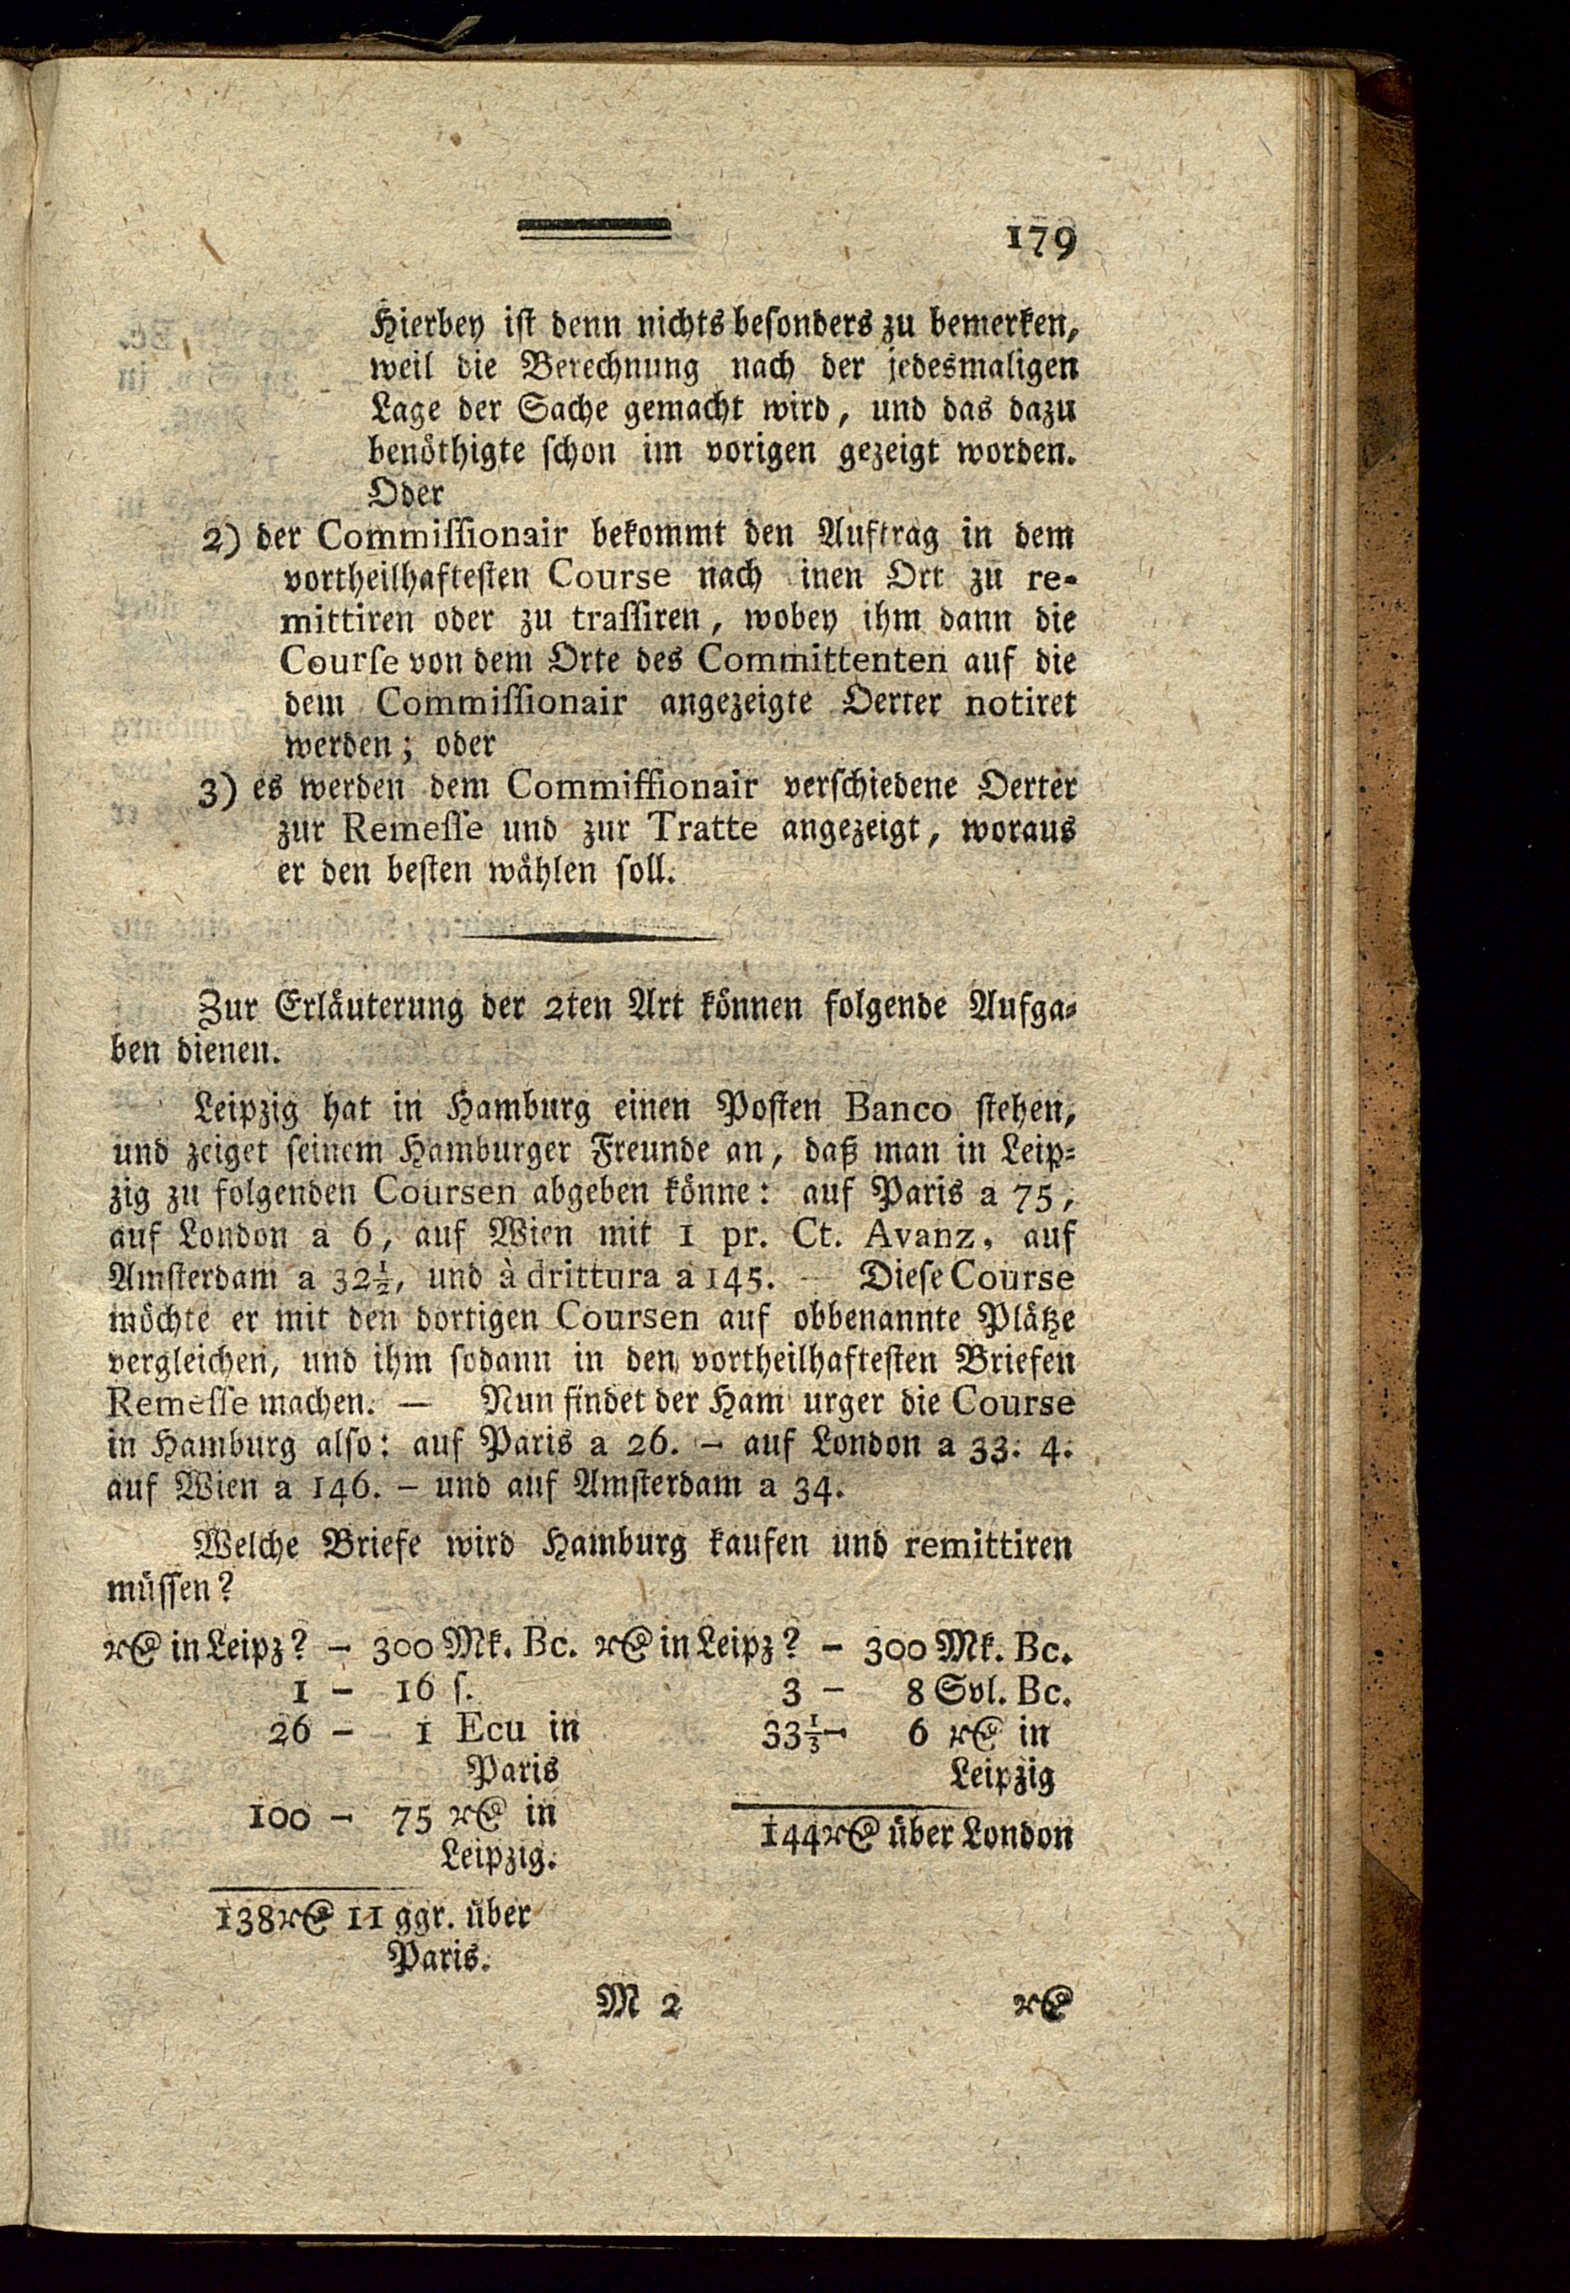 179
Hierbey ist denn nichts besonders zu bemerken,
weil die Berechnung nach der jedesmaligen
Lage der Sache gemacht wird, und das dazu
benöthigte schon im vorigen gezeigt worden.
Oder
2) der Commissionair bekommt den Auftrag in dem
vortheilhaftesten Course nach inen Ort zu re-
mittiren oder zu trassiren, wobey ihm dann die
Course von dem Orte des Committenten auf die
dem Commissionair angezeigte Oerter notiret
werden; oder
3) es werden dem Commissionair verschiedene Oerter
zur Remesse und zur Tratte angezeigt, woraus
er den besten wählen soll.
Zur Erläuterung der 2ten Art können folgende Aufga-
ben dienen.
Leipzig hat in Hamburg einen Posten Banco stehen,
und zeiget seinem Hamburger Freunde an, daß man in Leip-
zig zu folgenden Coursen abgeben könne: auf Paris a 75,
auf London a 6, auf Wien mit 1 pr. Ct. Avanz, auf
Amsterdam a 32½, und à drittura a 145. — Diese Course
möchte er mit den dortigen Coursen auf obbenannte Plätze
vergleichen, und ihm sodann in den vortheilhaftesten Briefen
Remesse machen. — Nun findet der Ham urger die Course
in Hamburg also: auf Paris a 26. – auf London a 33. 4.
auf Wien a 146. – und auf Amsterdam a 34.
Welche Briefe wird Hamburg kaufen und remittiren
müssen?
rthl in Leipz? – 300 Mk. Bc.
1 – 16 s.
26 – 1 Ecu in
Paris
100 – 75 rthl in
Leipzig.
138 rthl 11 ggr. über
Paris.
rthl in Leipz? – 300 Mk. Bc.
3 – 8 Svl. Bc.
33⅓ – 6 rthl in
Leipzig
144 rthl über London
M 2
rthl